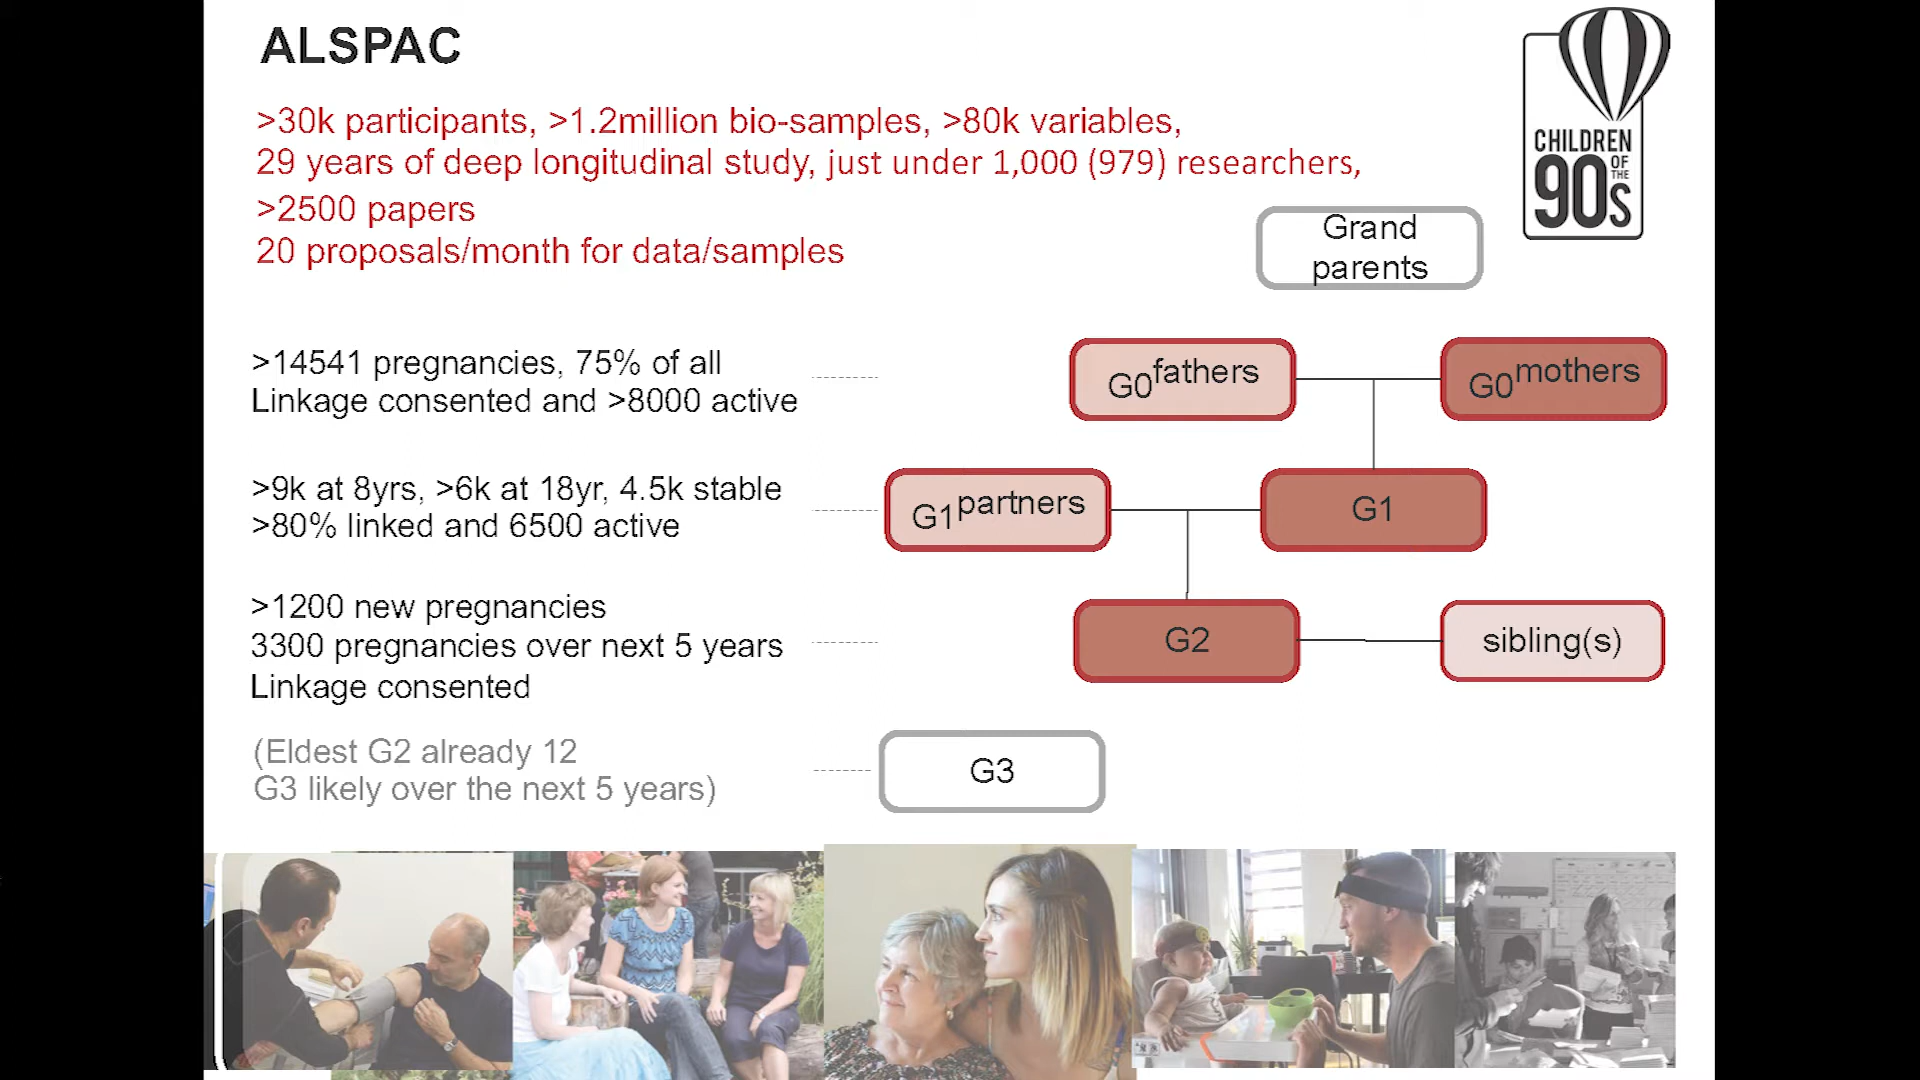 ALSPAC
>30k participants, >1.2million bio-samples, >80k variables,
29 years of deep longitudinal study, just under 1,000 (979) researchers,
>2500 papers
20 proposals/month for data/samples
CHILDREN
OF THE
90s
Grand
parents
>14541 pregnancies, 75% of all
Linkage consented and >8000 active
G0fathers
G0mothers
>9k at 8yrs, >6k at 18yr, 4.5k stable
>80% linked and 6500 active
G1partners
G1
>1200 new pregnancies
3300 pregnancies over next 5 years
Linkage consented
G2
sibling(s)
(Eldest G2 already 12
G3 likely over the next 5 years)
G3